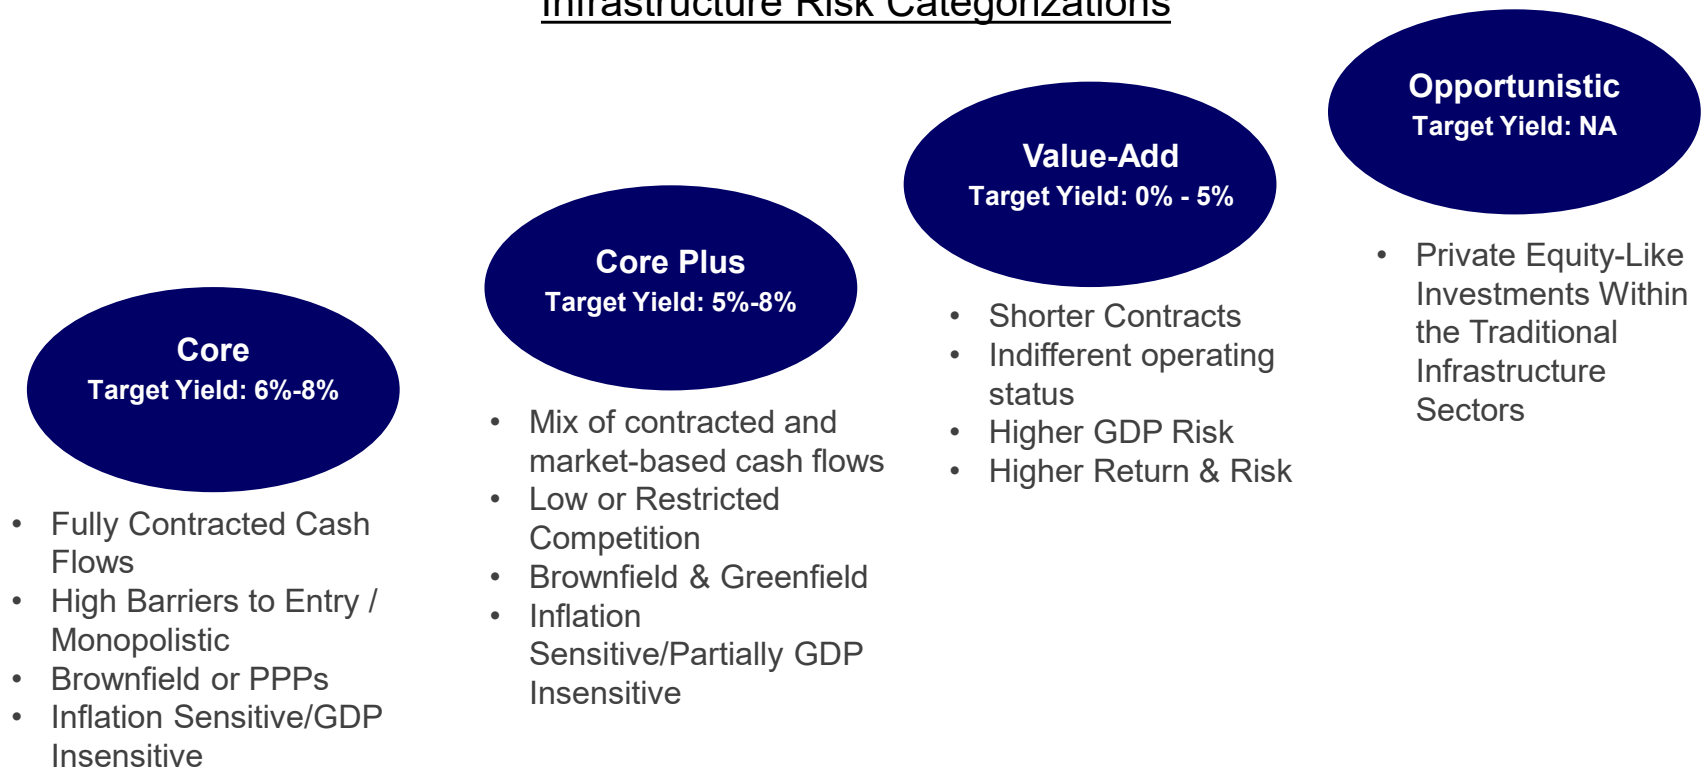 Infrastructure Risk Categorizations
Opportunistic
Target Yield: NA
• Private Equity-Like
Investments Within
the Traditional
Infrastructure
Sectors
Value-Add
Target Yield: 0% - 5%
• Shorter Contracts
• Indifferent operating
status
• Higher GDP Risk
• Higher Return & Risk
Core Plus
Target Yield: 5%-8%
• Mix of contracted and
market-based cash flows
• Low or Restricted
Competition
• Brownfield & Greenfield
• Inflation
Sensitive/Partially GDP
Insensitive
Core
Target Yield: 6%-8%
• Fully Contracted Cash
Flows
• High Barriers to Entry /
Monopolistic
• Brownfield or PPPs
• Inflation Sensitive/GDP
Insensitive